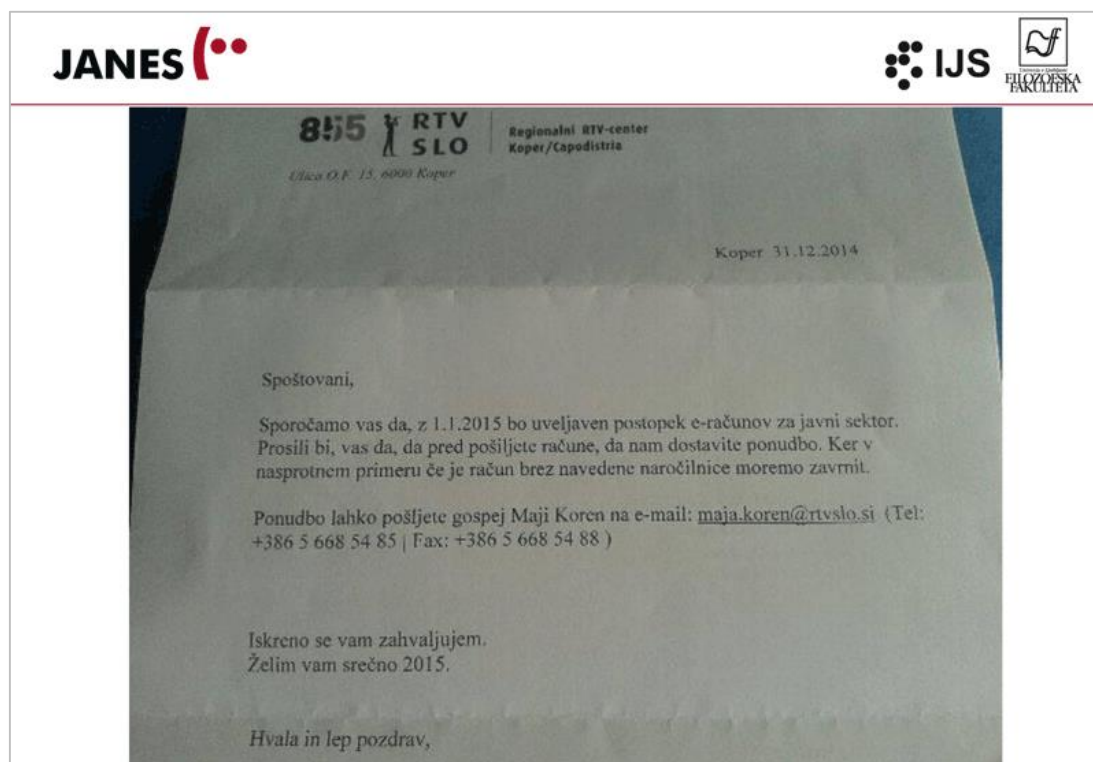 JANES
IJS
Univerza v Ljubljani
FILOZOFSKA
FAKULTETA
855 RTV SLO
Regionalni RTV-center
Koper/Capodistria
Ulica O.F. 15, 6000 Koper
Koper 31.12.2014
Spoštovani,
Sporočamo vas da, z 1.1.2015 bo uveljaven postopek e-računov za javni sektor.
Prosili bi, vas da, da pred pošiljete račune, da nam dostavite ponudbo. Ker v
nasprotnem primeru če je račun brez navedene naročilnice moremo zavrnit.
Ponudbo lahko pošljete gospej Maji Koren na e-mail: maja.koren@rtvslo.si (Tel:
+386 5 668 54 85 | Fax: +386 5 668 54 88 )
Iskreno se vam zahvaljujem.
Želim vam srečno 2015.
Hvala in lep pozdrav,